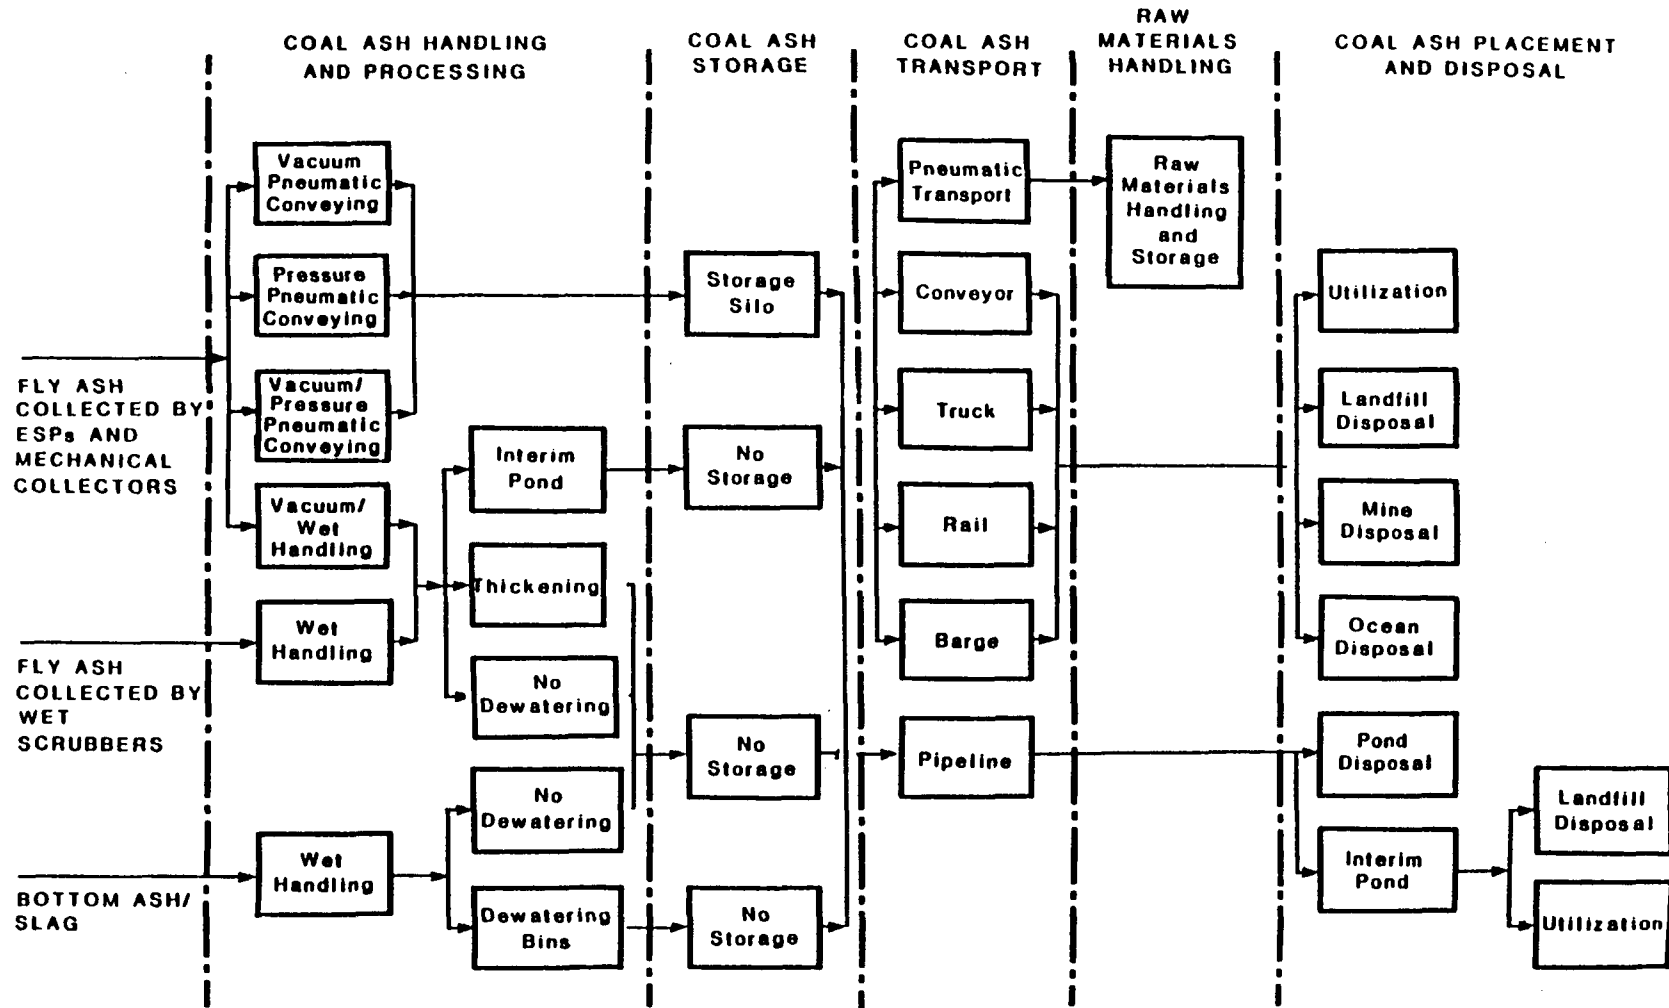 COAL ASH HANDLING
AND PROCESSING
COAL ASH
STORAGE
COAL ASH
TRANSPORT
RAW
MATERIALS
HANDLING
COAL ASH PLACEMENT
AND DISPOSAL
FLY ASH
COLLECTED BY
ESPs AND
MECHANICAL
COLLECTORS
FLY ASH
COLLECTED BY
WET
SCRUBBERS
BOTTOM ASH/
SLAG
Vacuum
Pneumatic
Conveying
Pressure
Pneumatic
Conveying
Vacuum/
Pressure
Pneumatic
Conveying
Vacuum/
Wet
Handling
Wet
Handling
Wet
Handling
Interim
Pond
Thickening
No
Dewatering
No
Dewatering
Dewatering
Bins
Storage
Silo
No
Storage
No
Storage
No
Storage
Pneumatic
Transport
Conveyor
Truck
Rail
Barge
Pipeline
Raw
Materials
Handling
and
Storage
Utilization
Landfill
Disposal
Mine
Disposal
Ocean
Disposal
Pond
Disposal
Interim
Pond
Landfill
Disposal
Utilization